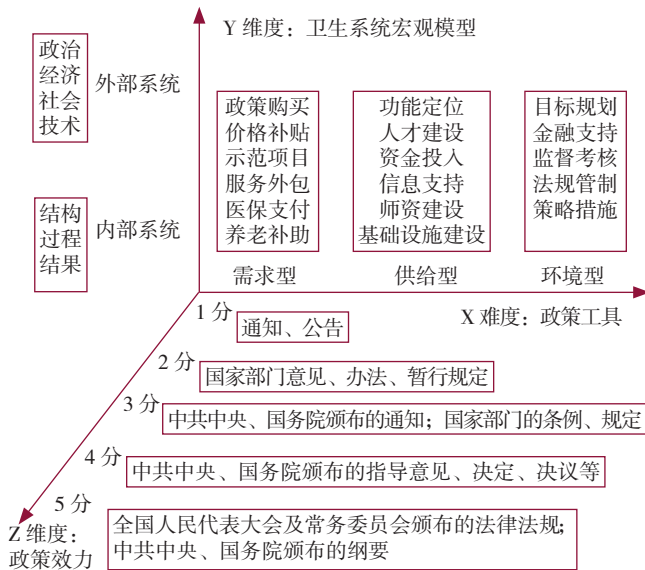 Y 维度：卫生系统宏观模型
政治
经济
社会
技术
外部系统
结构
过程
结果
内部系统
政策购买
价格补贴
示范项目
服务外包
医保支付
养老补助
需求型
功能定位
人才建设
资金投入
信息支持
师资建设
基础设施建设
供给型
目标规划
金融支持
监督考核
法规管制
策略措施
环境型
X 难度：政策工具
1 分
通知、公告
2 分
国家部门意见、办法、暂行规定
3 分
中共中央、国务院颁布的通知；国家部门的条例、规定
4 分
中共中央、国务院颁布的指导意见、决定、决议等
5 分
全国人民代表大会及常务委员会颁布的法律法规；
中共中央、国务院颁布的纲要
Z 维度：
政策效力